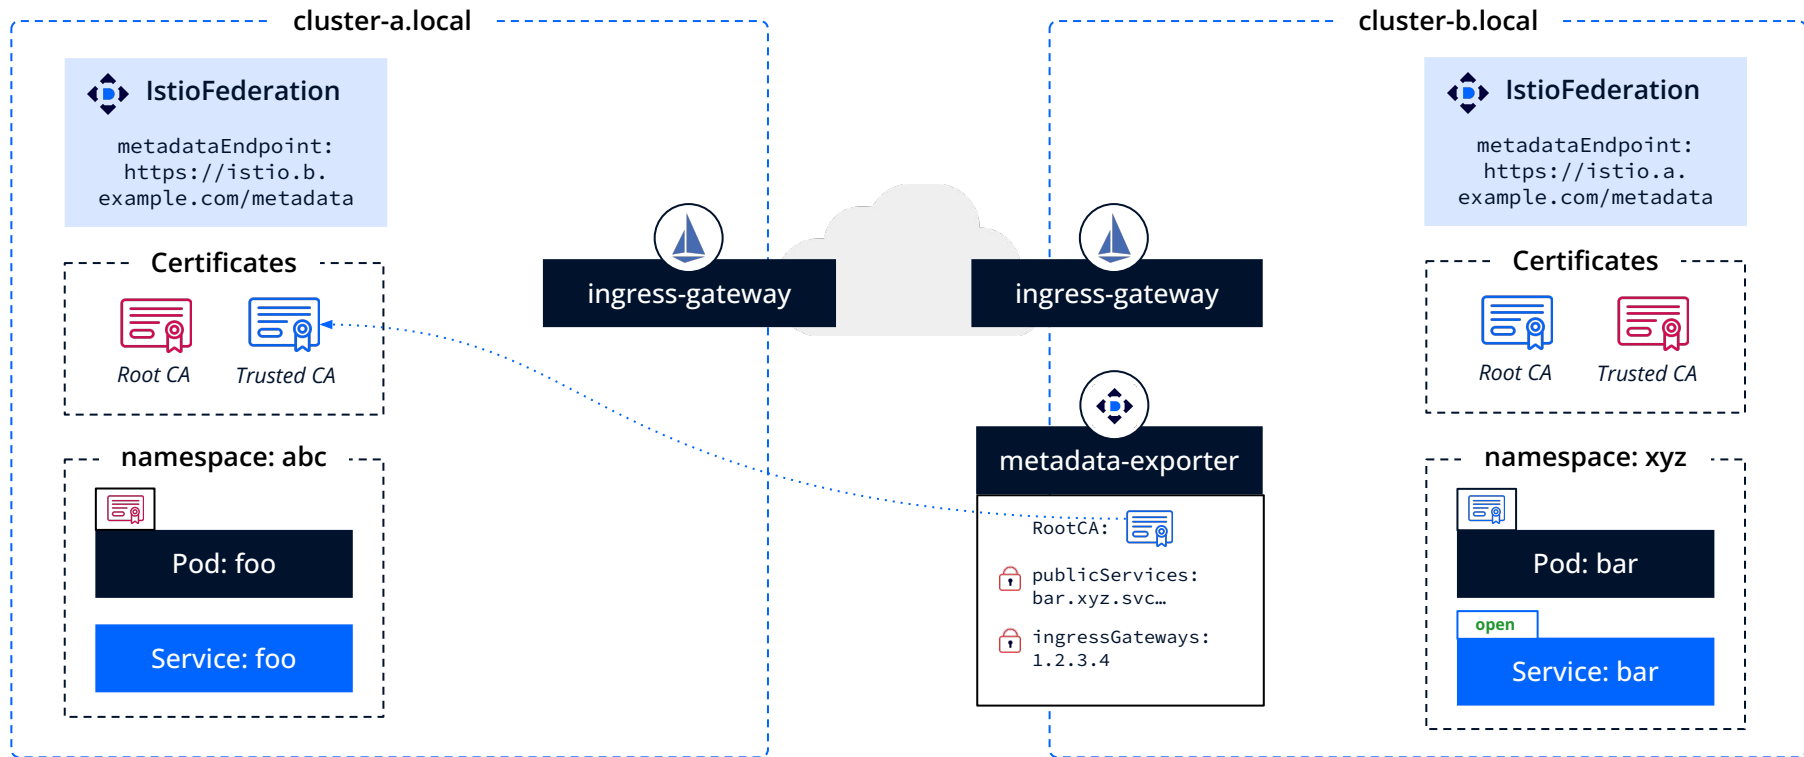 cluster-a.local
IstioFederation
metadataEndpoint:
https://istio.b.
example.com/metadata
Certificates
Root CA
Trusted CA
namespace: abc
Pod: foo
Service: foo
ingress-gateway
cluster-b.local
ingress-gateway
metadata-exporter
RootCA:
publicServices:
bar.xyz.svc…
ingressGateways:
1.2.3.4
IstioFederation
metadataEndpoint:
https://istio.a.
example.com/metadata
Certificates
Root CA
Trusted CA
namespace: xyz
Pod: bar
open
Service: bar